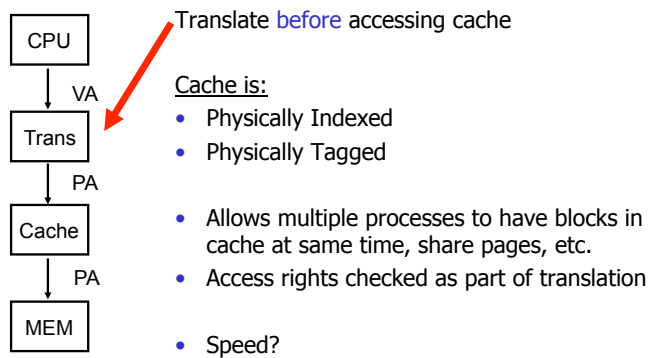 Translate before accessing cache
CPU
VA
Cache is:
• Physically Indexed
Trans
• Physically Tagged
PA
Cache
• Allows multiple processes to have blocks in
cache at same time, share pages, etc.
• Access rights checked as part of translation
PA
MEM
• Speed?